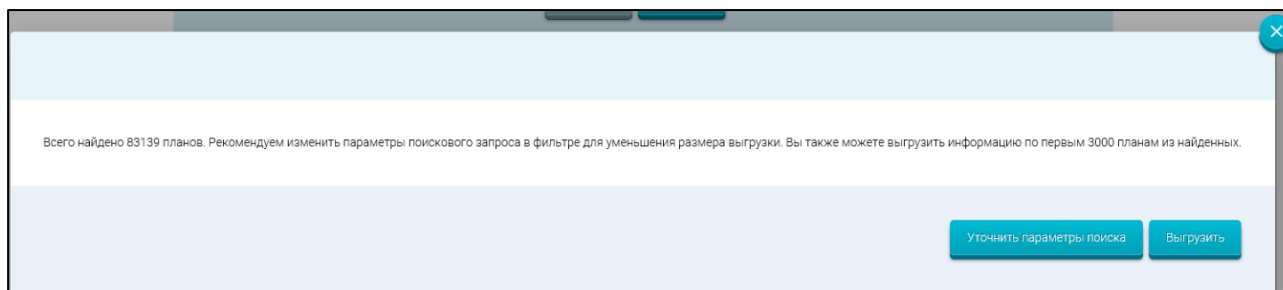 Всего найдено 83139 планов. Рекомендуем изменить параметры поискового запроса в фильтре для уменьшения размера выгрузки. Вы также можете выгрузить информацию по первым 3000 планам из найденных.
Уточнить параметры поиска Выгрузить